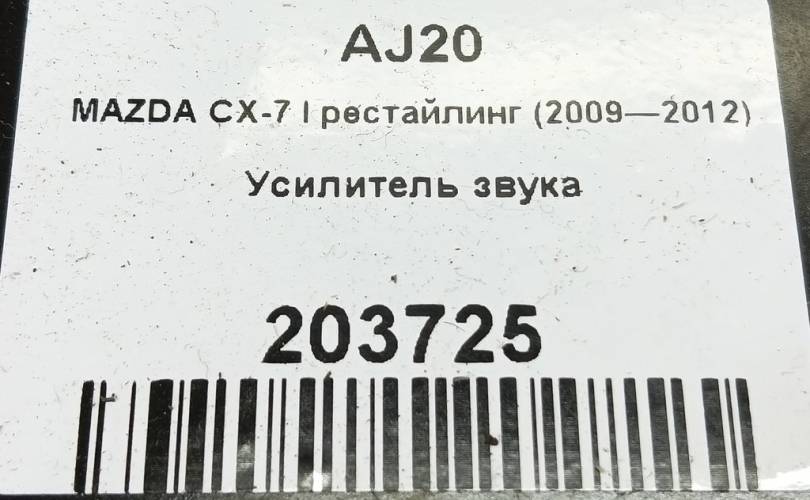 AJ20
MAZDA CX-7 I рестайлинг (2009—2012)
Усилитель звука
203725